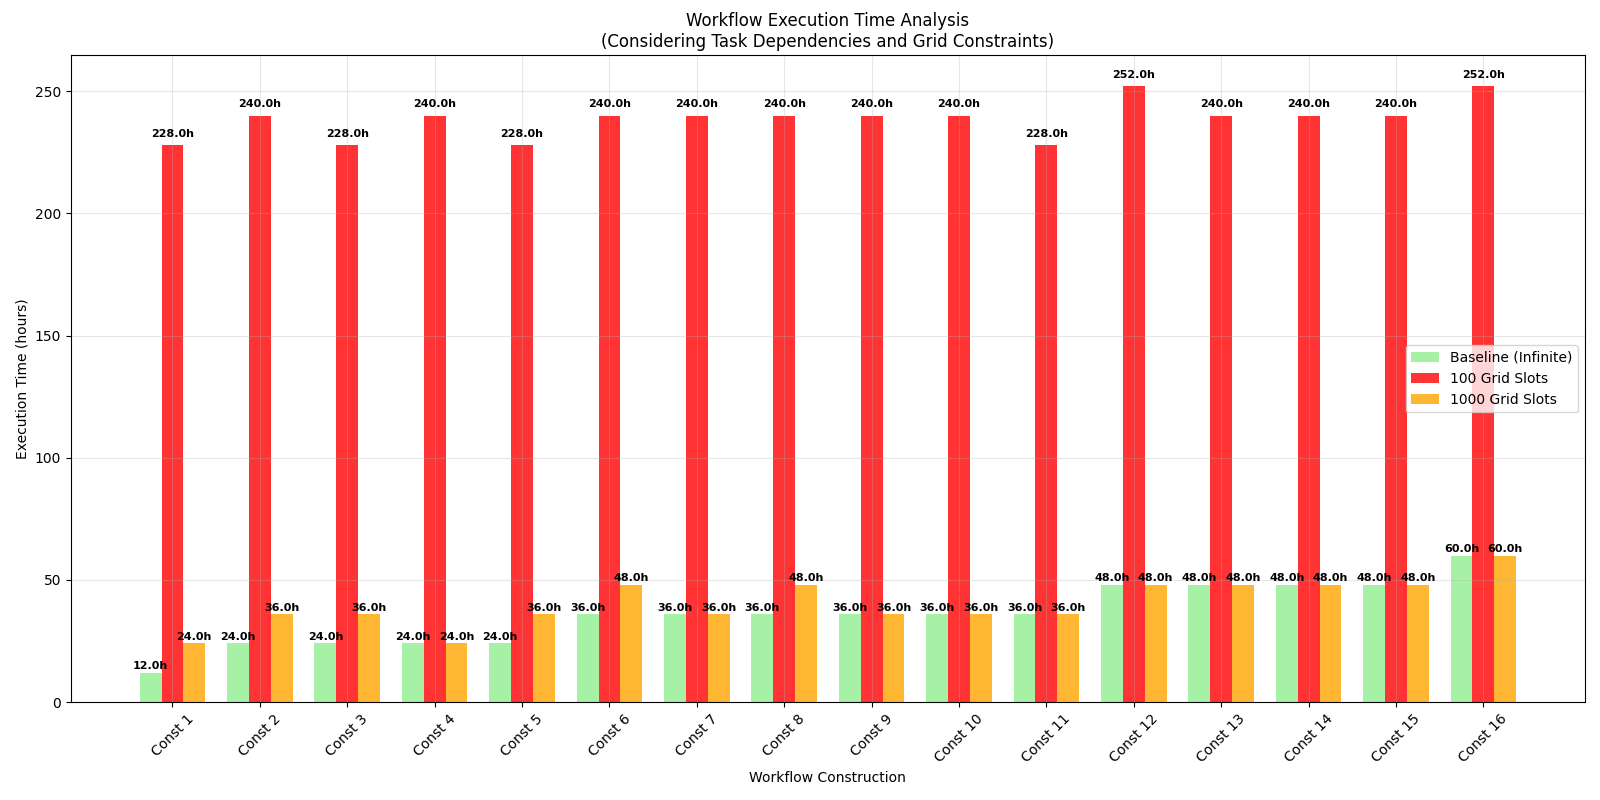 Workflow Execution Time Analysis
(Considering Task Dependencies and Grid Constraints)
Execution Time (hours)
250
200
150
100
50
0
12.0h
228.0h
24.0h
24.0h
240.0h
36.0h
24.0h
228.0h
36.0h
24.0h
240.0h
24.0h
24.0h
228.0h
36.0h
36.0h
240.0h
48.0h
36.0h
240.0h
36.0h
36.0h
240.0h
48.0h
36.0h
240.0h
36.0h
36.0h
240.0h
36.0h
36.0h
228.0h
36.0h
48.0h
252.0h
48.0h
48.0h
240.0h
48.0h
48.0h
240.0h
48.0h
48.0h
240.0h
48.0h
60.0h
252.0h
60.0h
Baseline (Infinite)
100 Grid Slots
1000 Grid Slots
Const 1
Const 2
Const 3
Const 4
Const 5
Const 6
Const 7
Const 8
Const 9
Const 10
Const 11
Const 12
Const 13
Const 14
Const 15
Const 16
Workflow Construction